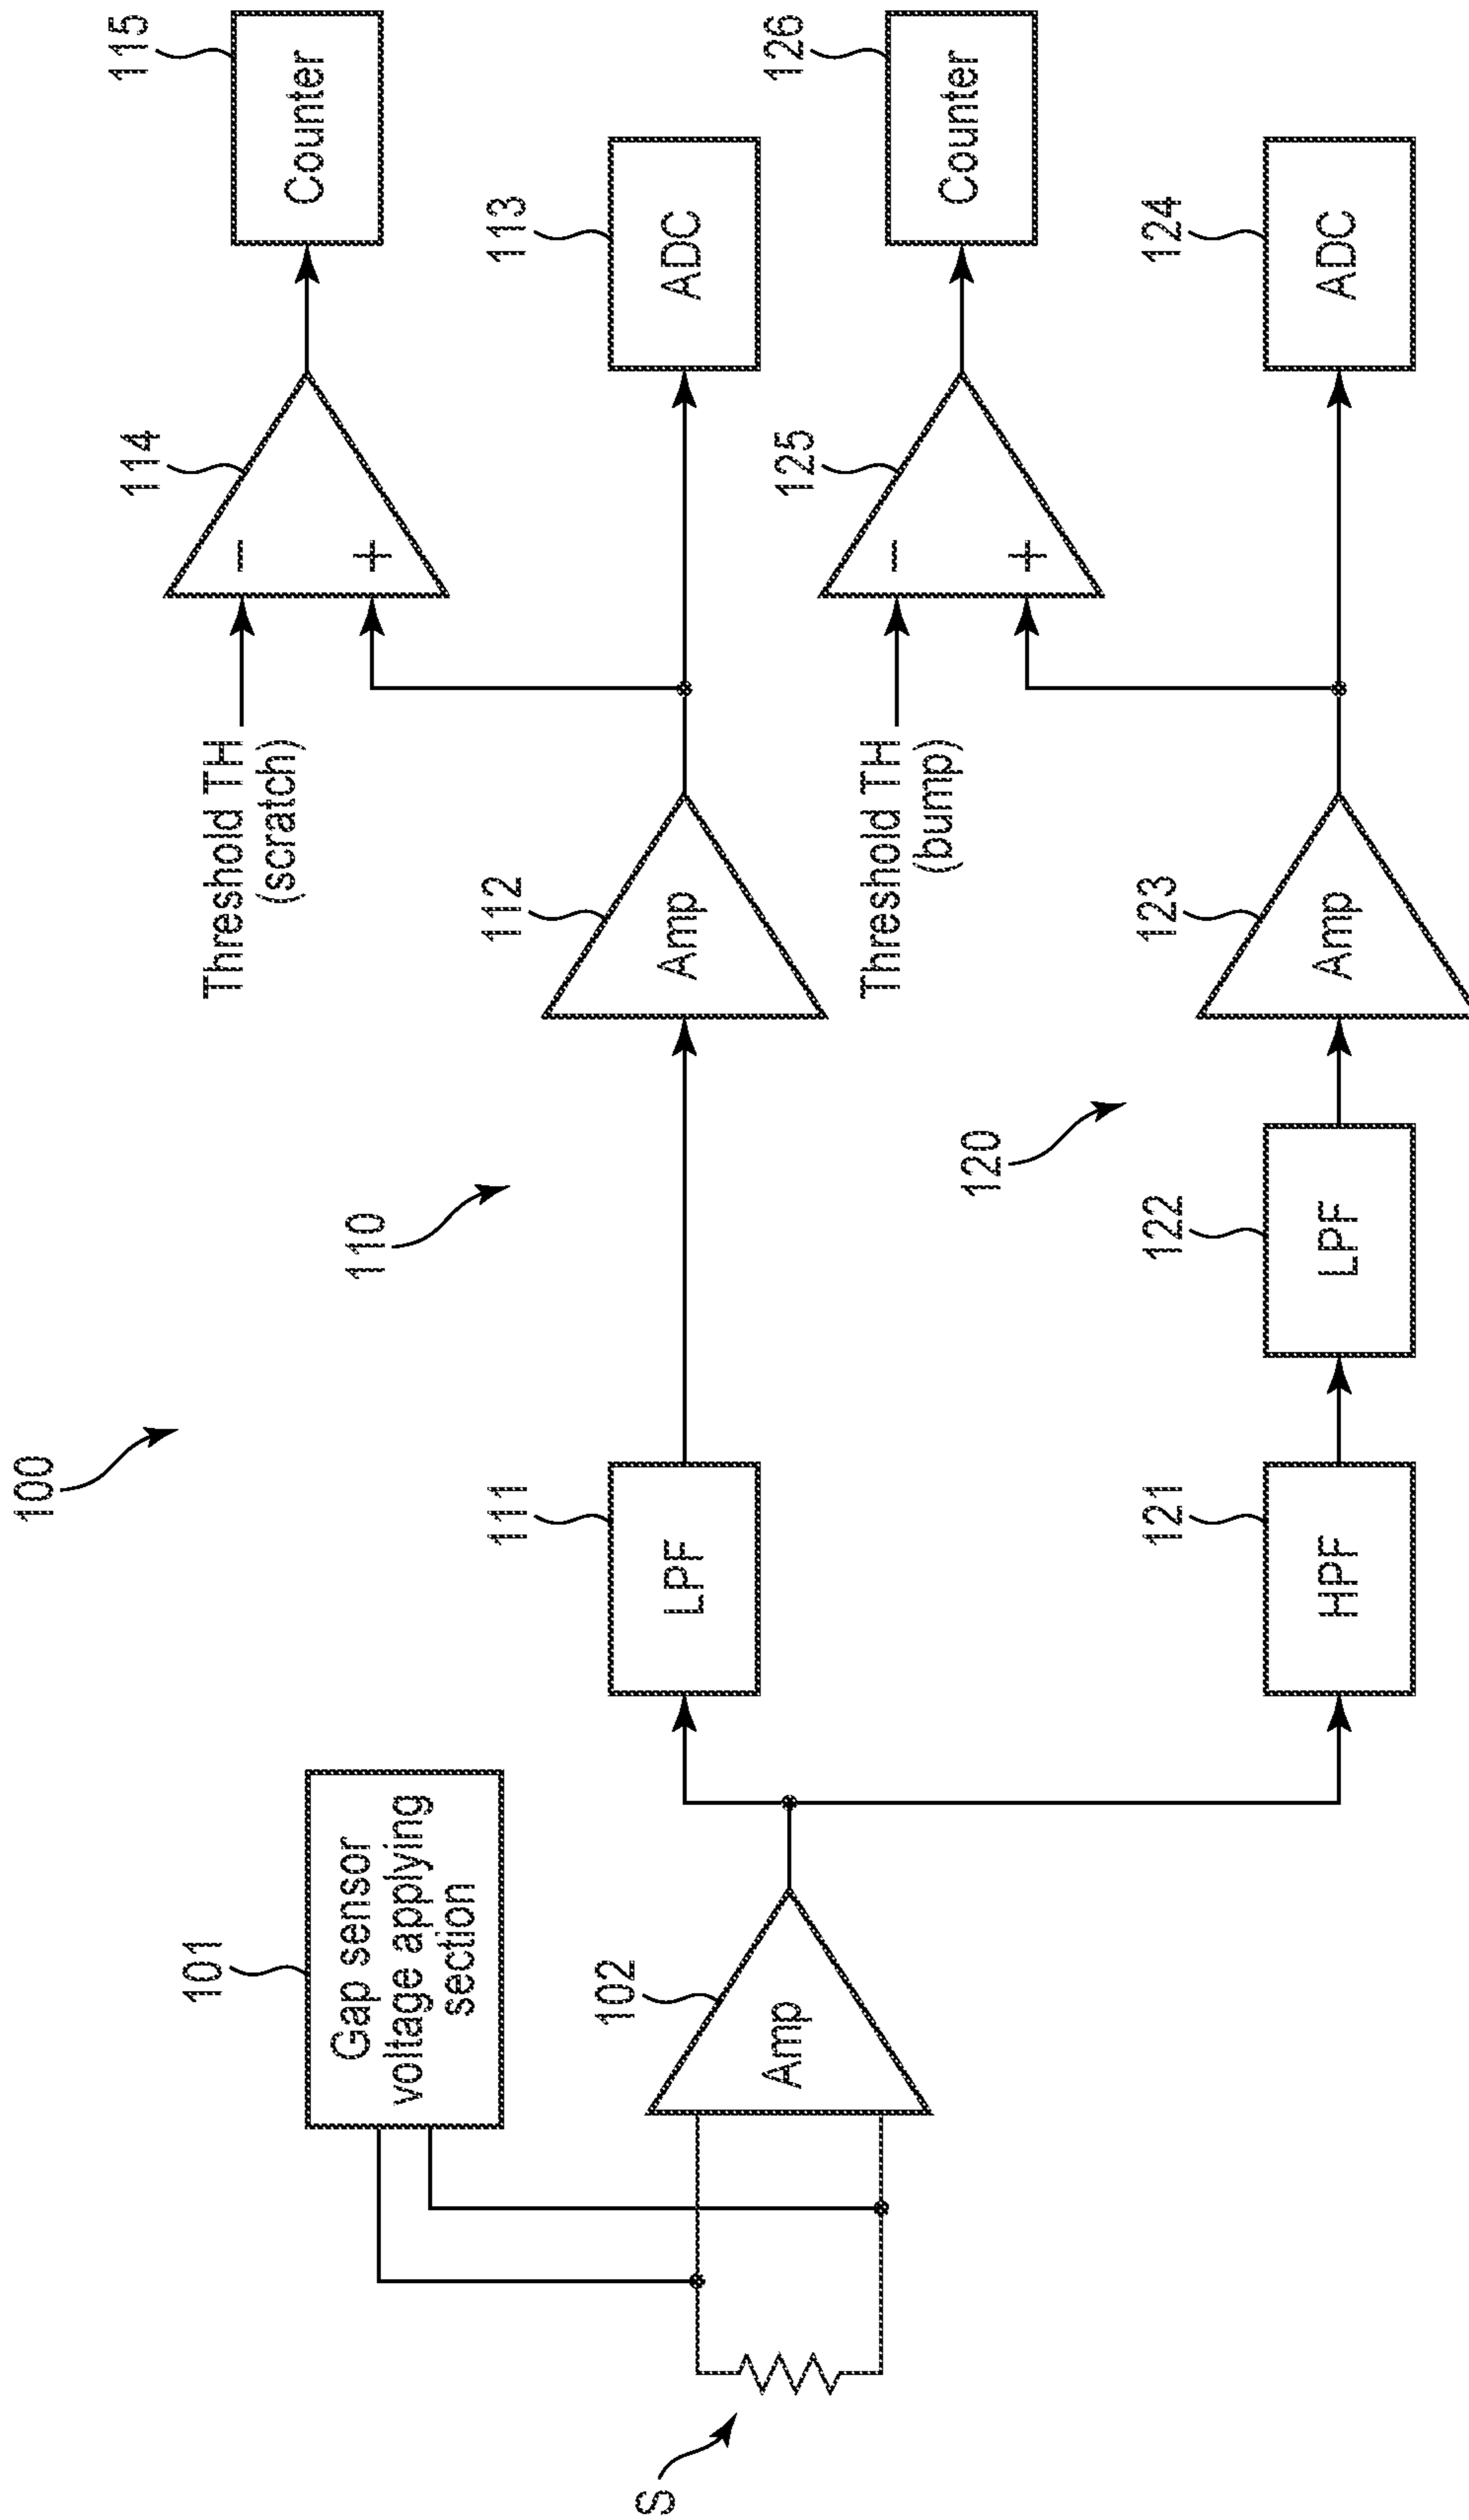 100
S
101
Gap sensor
voltage applying
section
102
Amp
110
111
LPF
112
Amp
Threshold TH
(scratch)
114
−
+
115
Counter
113
ADC
120
121
HPF
122
LPF
123
Amp
Threshold TH
(bump)
125
−
+
126
Counter
124
ADC